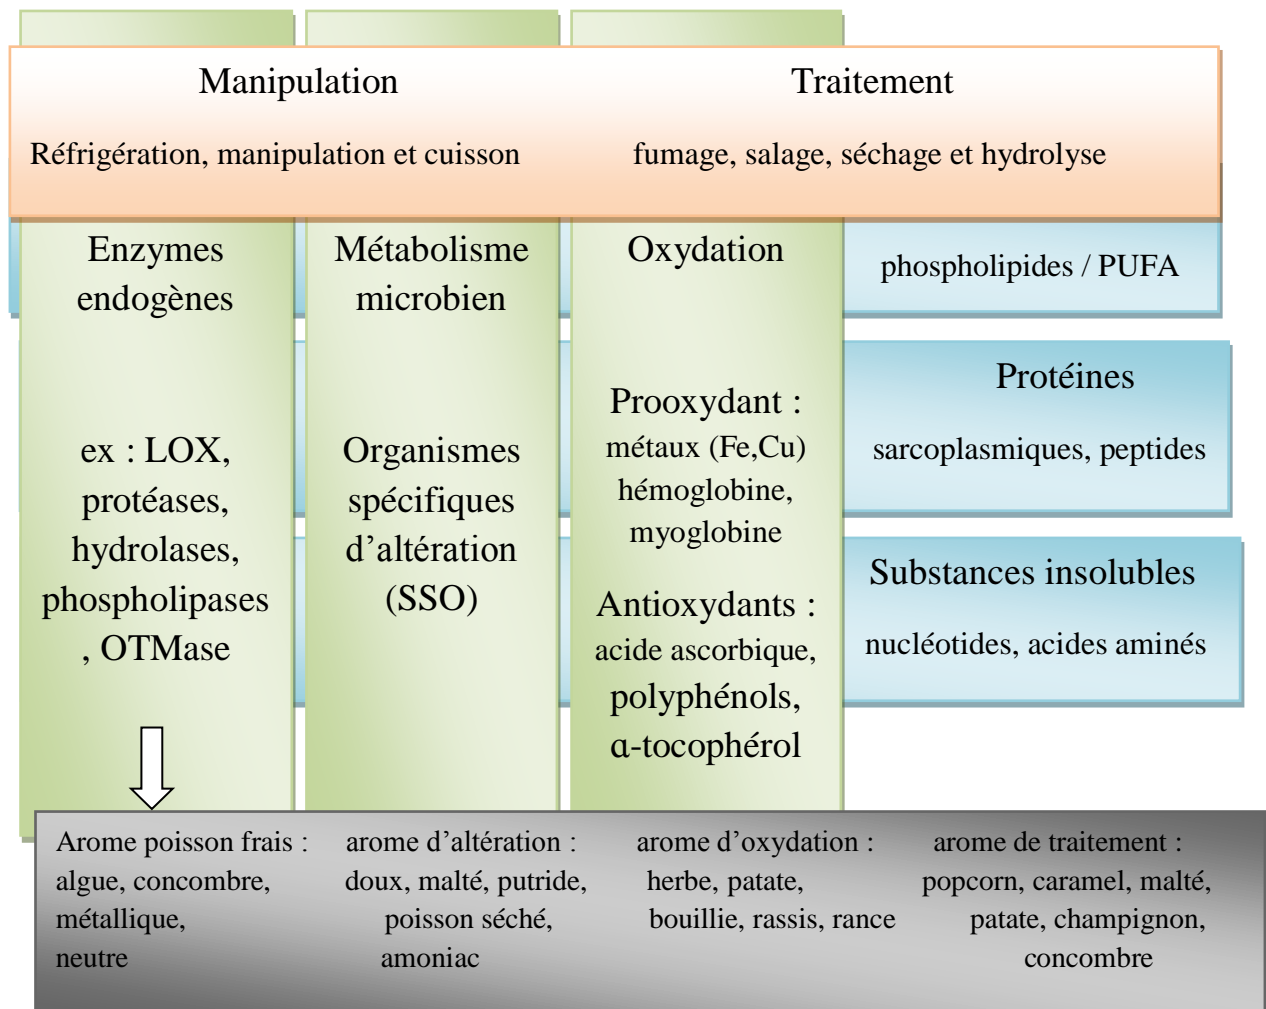 Manipulation
Traitement
Réfrigération, manipulation et cuisson
fumage, salage, séchage et hydrolyse
Enzymes
endogènes
ex : LOX,
protéases,
hydrolases,
phospholipases
, OTMase
Métabolisme
microbien
Organismes
spécifiques
d’altération
(SSO)
Oxydation
Prooxydant :
métaux (Fe,Cu)
hémoglobine,
myoglobine
Antioxydants :
acide ascorbique,
polyphénols,
α-tocophérol
phospholipides / PUFA
Protéines
sarcoplasmiques, peptides
Substances insolubles
nucléotides, acides aminés
Arome poisson frais :
algue, concombre,
métallique,
neutre
arome d’altération :
doux, malté, putride,
poisson séché,
amoniac
arome d’oxydation :
herbe, patate,
bouillie, rassis, rance
arome de traitement :
popcorn, caramel, malté,
patate, champignon,
concombre